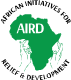 AFRICAN INITIATIVES FOR
AIRD
RELIEF & DEVELOPMENT